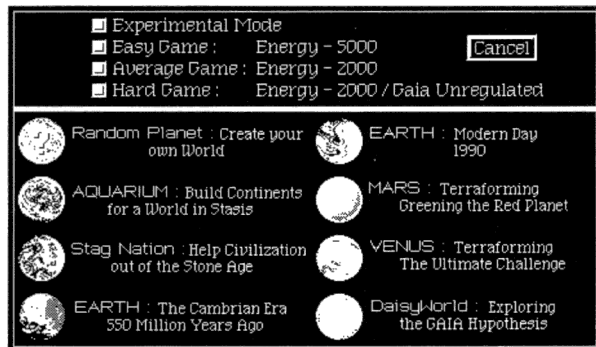 Experimental Mode
Easy Game : Energy - 5000
Cancel
Average Game : Energy - 2000
Hard Game : Energy - 2000 / Gaia Unregulated
Random Planet : Create your
own World
EARTH : Modern Day
1990
AQUARIUM : Build Continents
for a World in Stasis
MARS : Terraforming
Greening the Red Planet
Stag Nation : Help Civilization
out of the Stone Age
VENUS : Terraforming
The Ultimate Challenge
EARTH : The Cambrian Era
550 Million Years Ago
DaisyWorld : Exploring
the GAIA Hypothesis